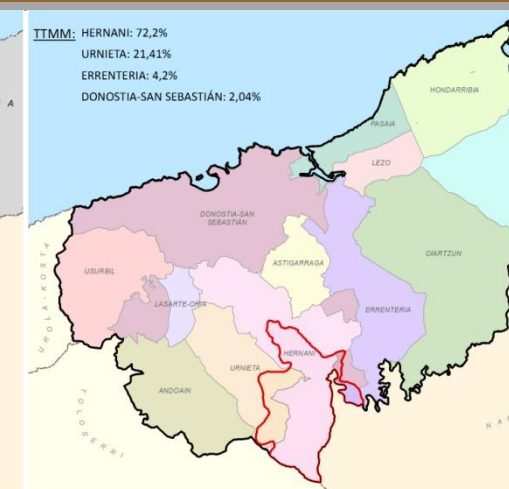 TTMM: HERNANI: 72,2%
URNIETA: 21,41%
ERRENTERIA: 4,2%
DONOSTIA-SAN SEBASTIÁN: 2,04%
A
HONDARRIBIA
PASAIA
LEZO
DONOSTIA-SAN
SEBASTIÁN
OIARTZUN
ASTIGARRAGA
USURBIL
UROLA-KOSTA
LASARTE-ORIA
ERRENTERIA
HERNANI
URNIETA
ANDOAIN
TOLOSERRI
NA